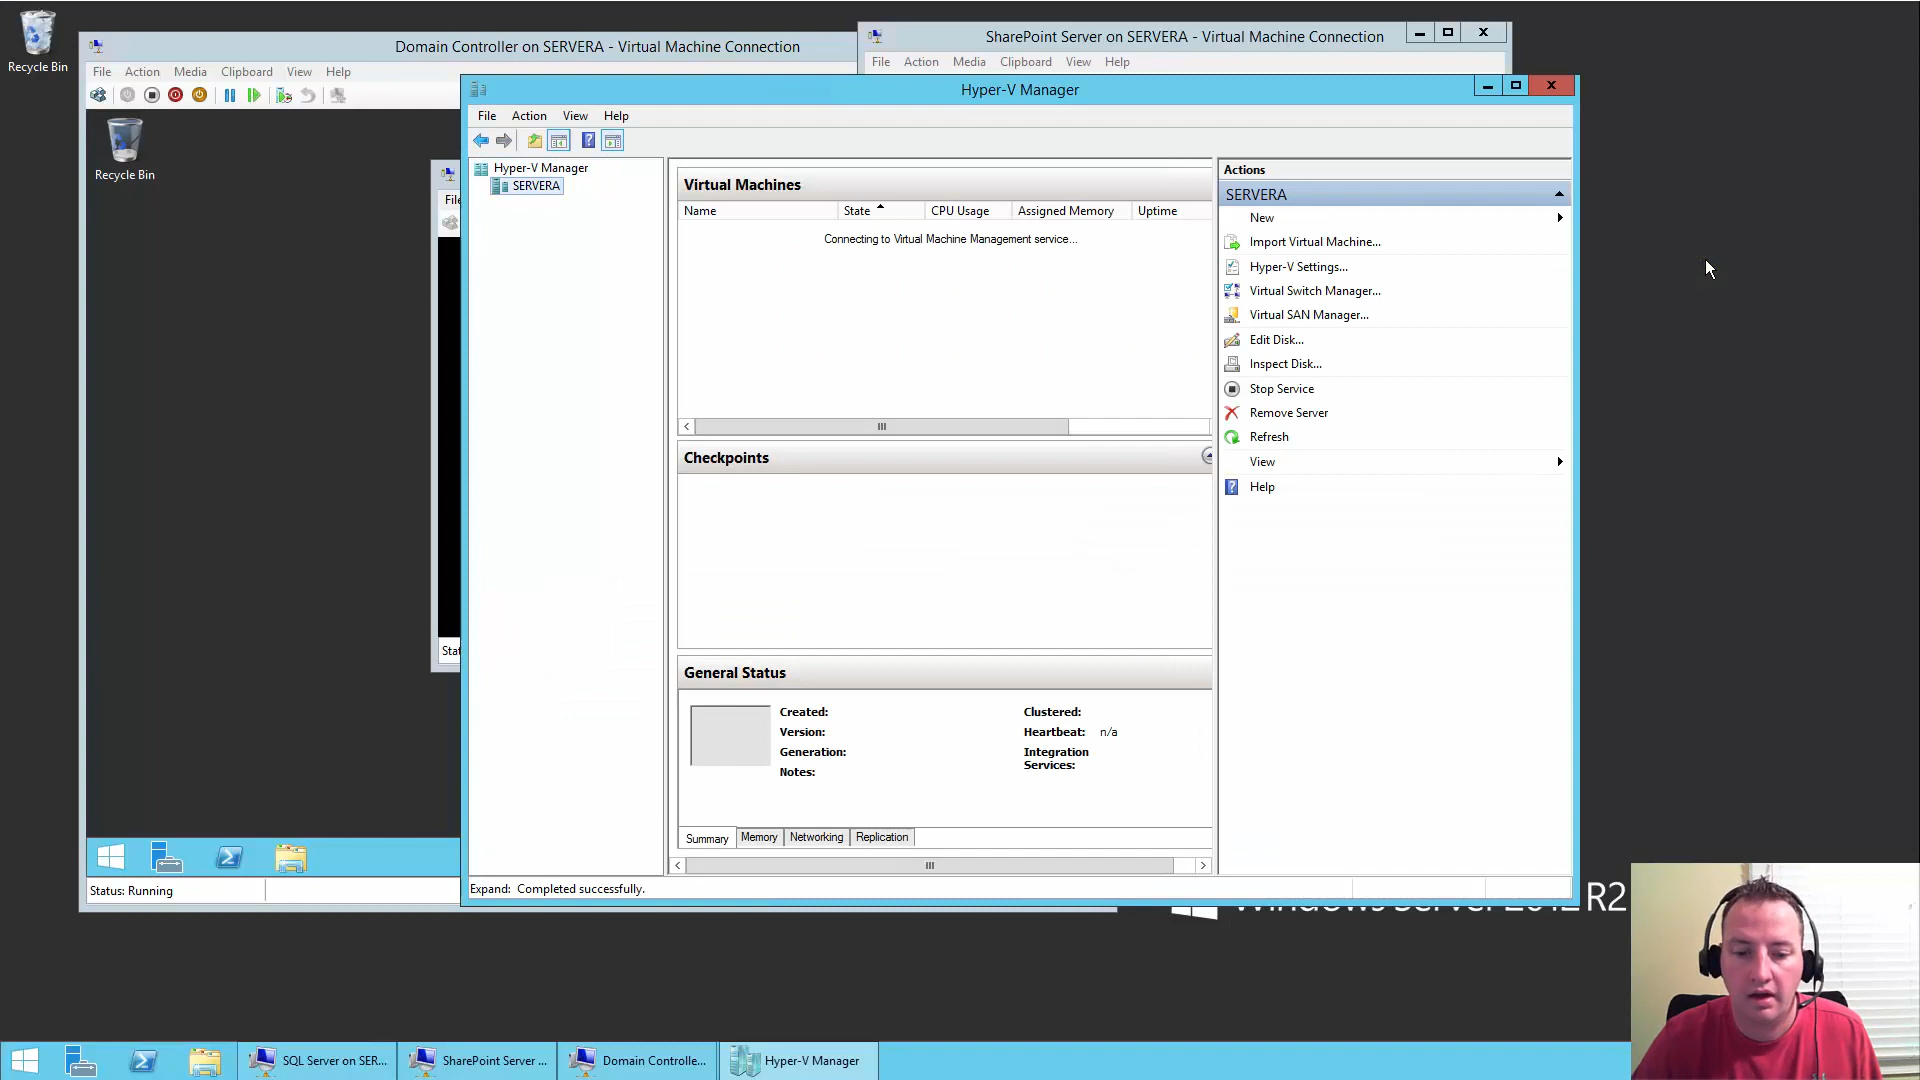 Recycle Bin
Domain Controller on SERVERA - Virtual Machine Connection
File Action Media Clipboard View Help
Recycle Bin
Status: Running
SharePoint Server on SERVERA - Virtual Machine Connection
File Action Media Clipboard View Help
File
Stat
Hyper-V Manager
File Action View Help
Hyper-V Manager
SERVERA
Virtual Machines
Name State CPU Usage Assigned Memory Uptime
Connecting to Virtual Machine Management service...
Checkpoints
General Status
Created:
Version:
Generation:
Notes:
Clustered:
Heartbeat: n/a
Integration
Services:
Summary Memory Networking Replication
Expand: Completed successfully.
Actions
SERVERA
New
Import Virtual Machine...
Hyper-V Settings...
Virtual Switch Manager...
Virtual SAN Manager...
Edit Disk...
Inspect Disk...
Stop Service
Remove Server
Refresh
View
Help
Windows Server 2012 R2
SQL Server on SER...
SharePoint Server ...
Domain Controlle...
Hyper-V Manager